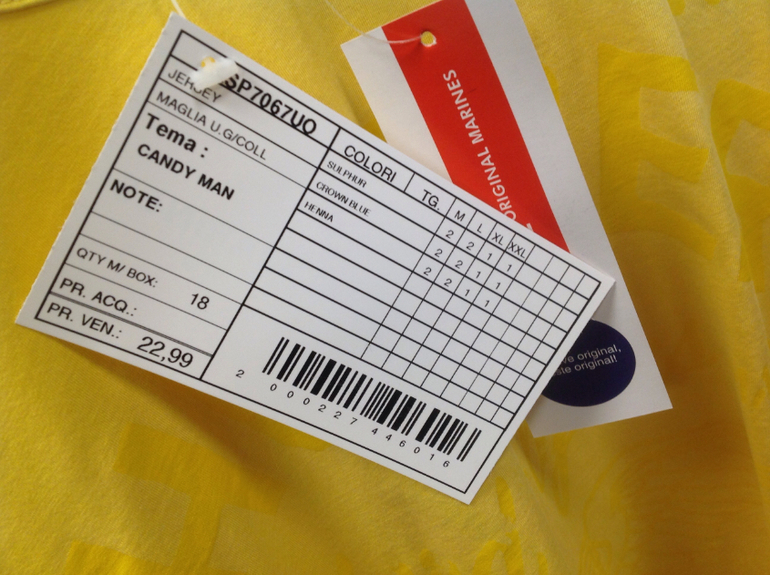 SP7067UO
JERSEY
MAGLIA U.G/COLL
Tema :
CANDY MAN
NOTE:
QTY M/ BOX: 18
PR. ACQ.:
PR. VEN.: 22,99
COLORI TG. M L XL XXL
SULPHUR 2 2 1 1
CROWN BLUE 2 2 1 1
HENNA 2 2 1 1
2 000227 446016
ORIGINAL MARINES
ve original,
ste original!